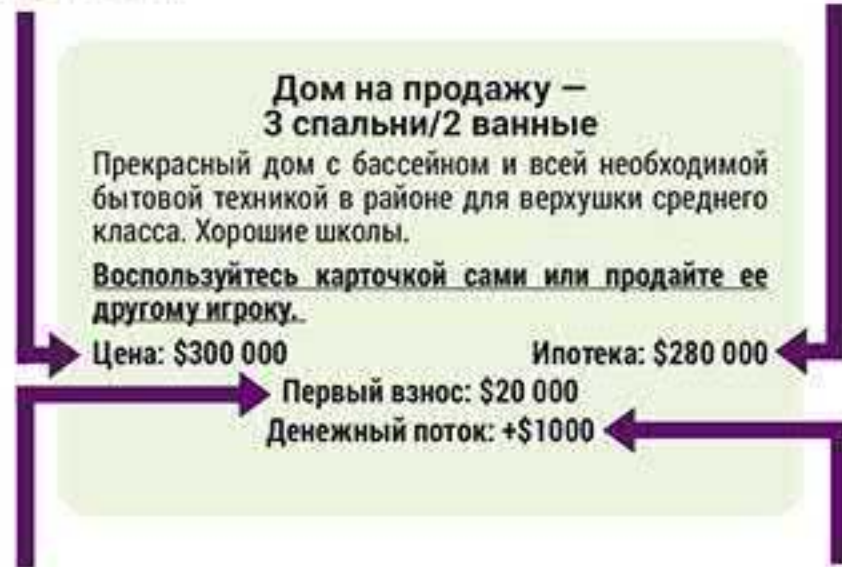 Дом на продажу —
3 спальни/2 ванные
Прекрасный дом с бассейном и всей необходимой
бытовой техникой в районе для верхушки среднего
класса. Хорошие школы.
Воспользуйтесь карточкой сами или продайте ее
другому игроку.
Цена: $300 000 Ипотека: $280 000
Первый взнос: $20 000
Денежный поток: +$1000